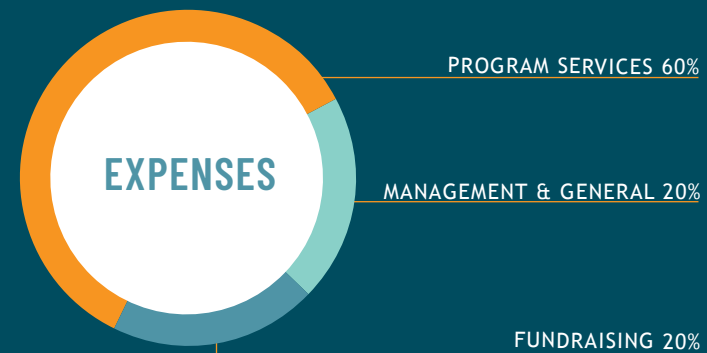 PROGRAM SERVICES 60%
EXPENSES
MANAGEMENT & GENERAL 20%
FUNDRAISING 20%